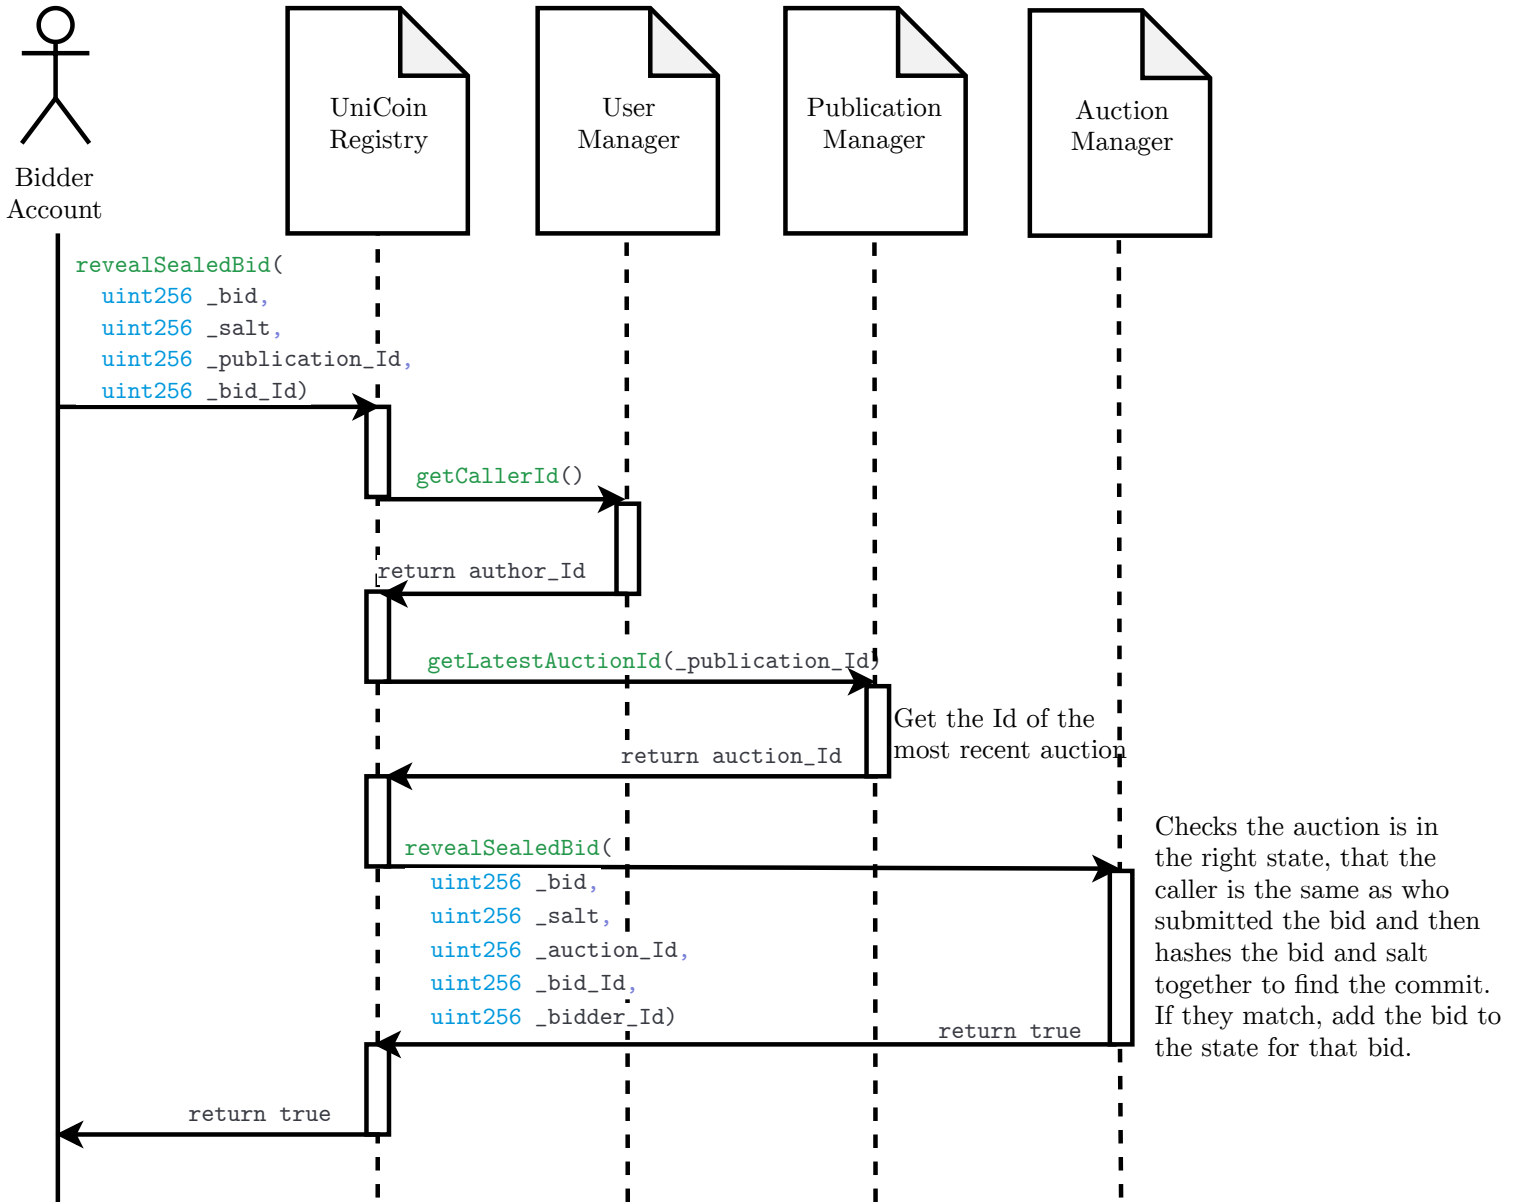 Bidder
Account
UniCoin
Registry
User
Manager
Publication
Manager
Auction
Manager
revealSealedBid(
uint256 _bid,
uint256 _salt,
uint256 _publication_Id,
uint256 _bid_Id)
getCallerId()
return author_Id
getLatestAuctionId(_publication_Id)
Get the Id of the
most recent auction
return auction_Id
revealSealedBid(
uint256 _bid,
uint256 _salt,
uint256 _auction_Id,
uint256 _bid_Id,
uint256 _bidder_Id)
Checks the auction is in
the right state, that the
caller is the same as who
submitted the bid and then
hashes the bid and salt
together to find the commit.
If they match, add the bid to
the state for that bid.
return true
return true